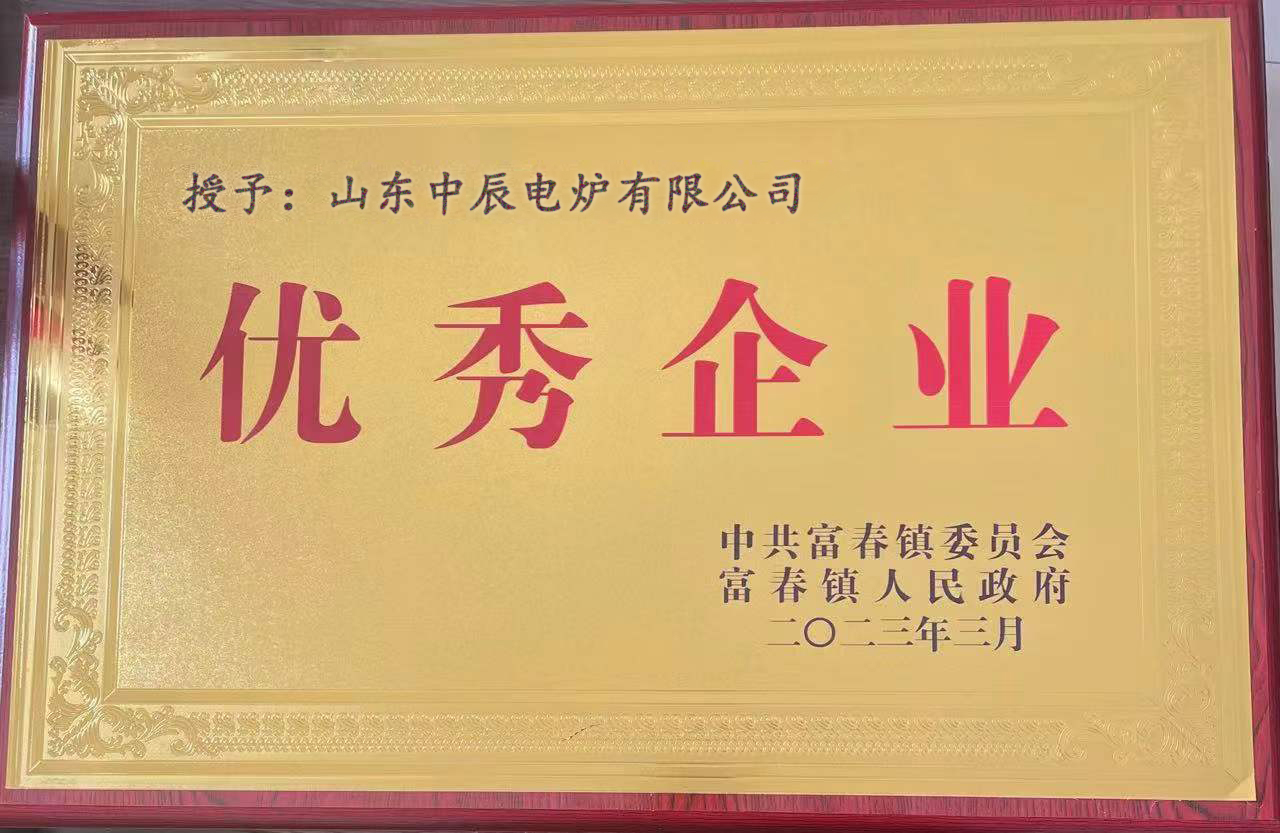 授予：山东中辰电炉有限公司
优秀企业
中共富春镇委员会
富春镇人民政府
二〇二三年三月